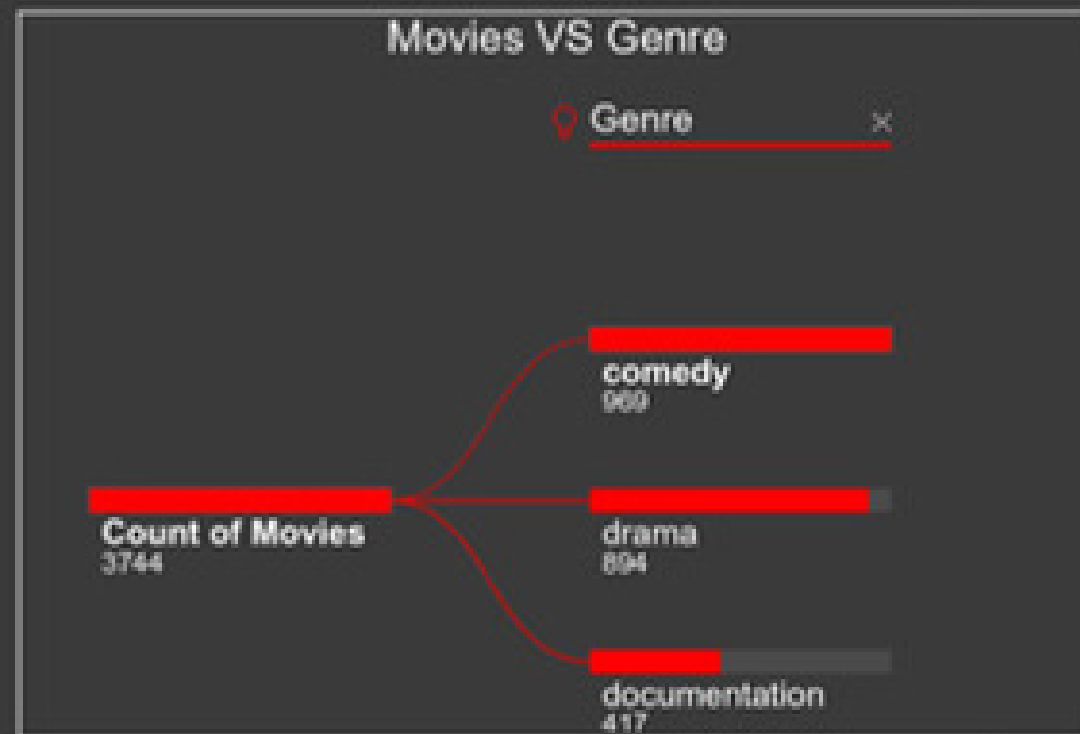 Movies VS Genre
Genre
comedy
969
Count of Movies
3744
drama
894
documentation
417